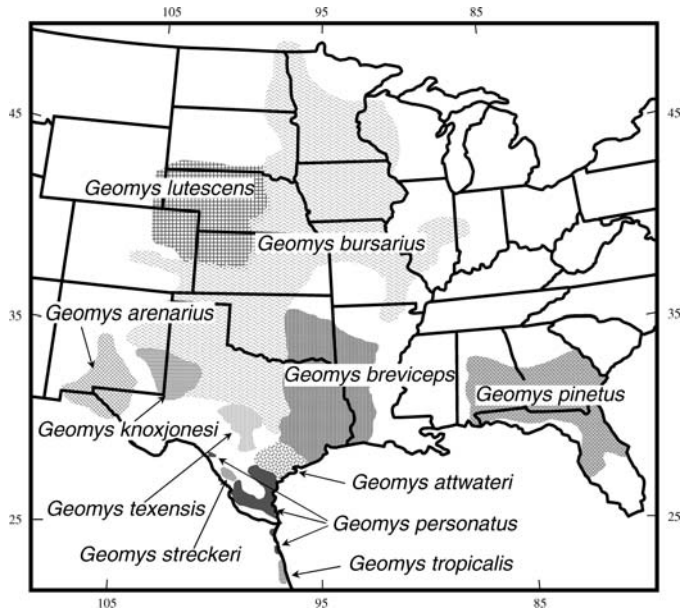 105 95 85
45 45
Geomys lutescens
Geomys bursarius
Geomys arenarius
35 35
Geomys breviceps
Geomys pinetus
Geomys knoxjonesi
Geomys attwateri
Geomys texensis
25 Geomys personatus 25
Geomys streckeri
Geomys tropicalis
105 95 85